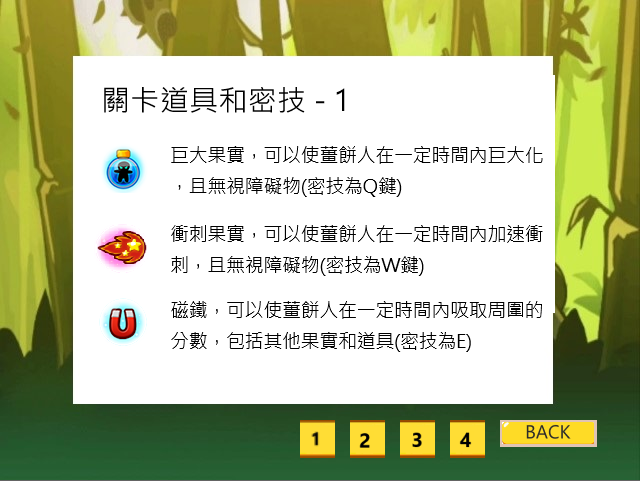 關卡道具和密技 - 1
巨大果實，可以使薑餅人在一定時間內巨大化
，且無視障礙物(密技為Q鍵)
衝刺果實，可以使薑餅人在一定時間內加速衝
刺，且無視障礙物(密技為W鍵)
磁鐵，可以使薑餅人在一定時間內吸取周圍的
分數，包括其他果實和道具(密技為E)
1 2 3 4 BACK